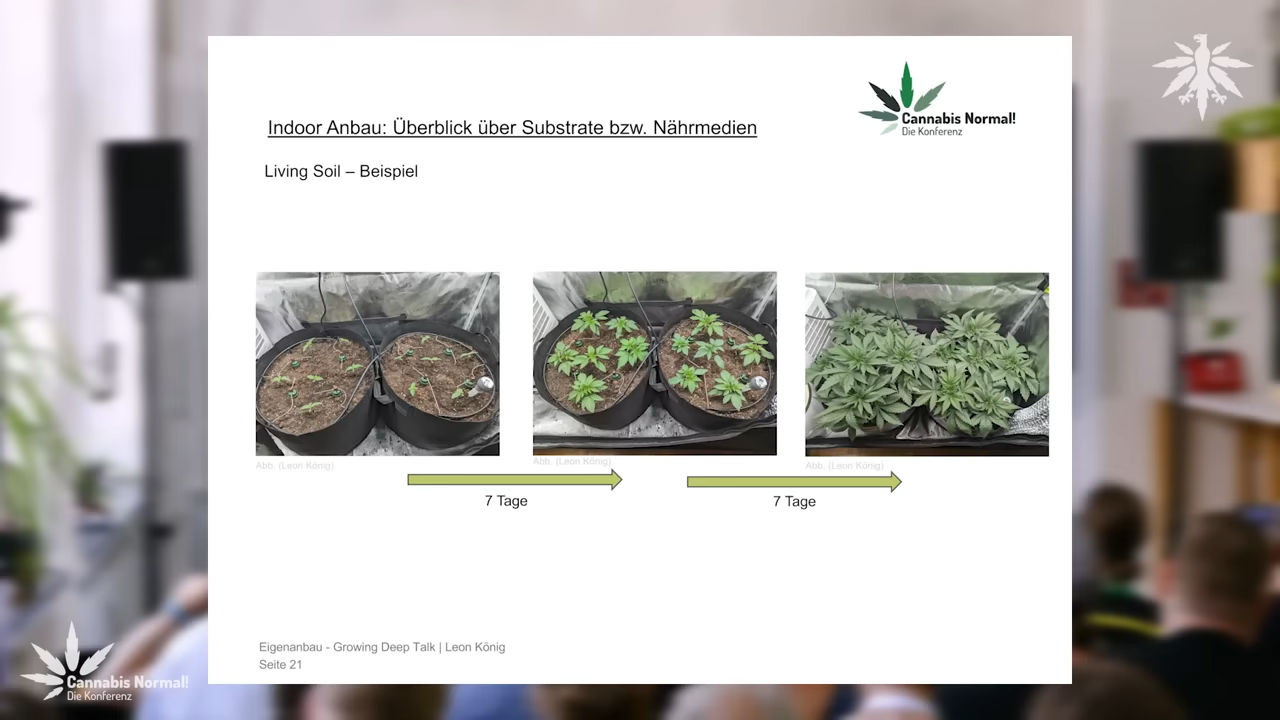 Cannabis Normal!
Die Konferenz
Indoor Anbau: Überblick über Substrate bzw. Nährmedien
Living Soil – Beispiel
Abb. (Leon König)
Abb. (Leon König)
Abb. (Leon König)
7 Tage
7 Tage
Eigenanbau - Growing Deep Talk | Leon König
Seite 21
Cannabis Normal!
Die Konferenz